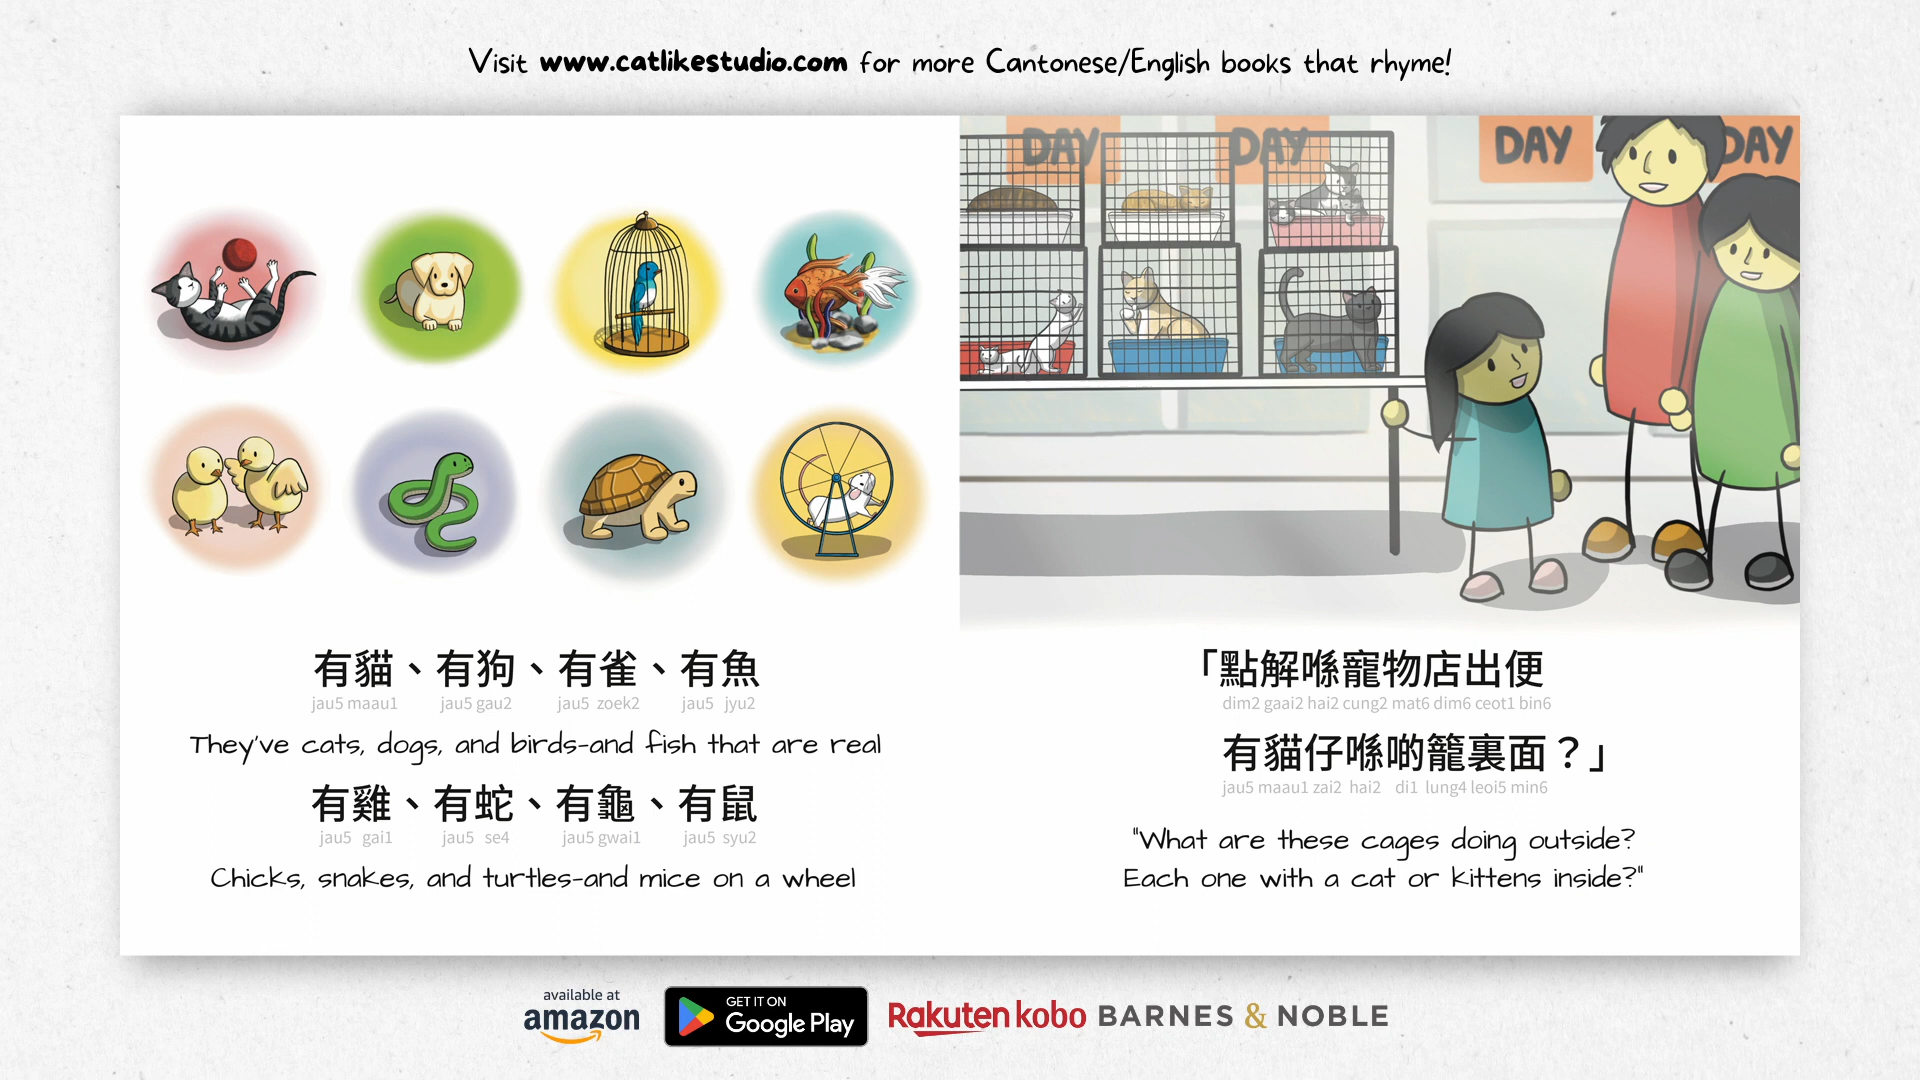 Visit www.catlikestudio.com for more Cantonese/English books that rhyme!
有貓、有狗、有雀、有魚
jau5 maau1 jau5 gau2 jau5 zoek2 jau5 jyu2
They've cats, dogs, and birds-and fish that are real
有雞、有蛇、有龜、有鼠
jau5 gai1 jau5 se4 jau5 gwai1 jau5 syu2
Chicks, snakes, and turtles-and mice on a wheel
DAY DAY DAY DAY
「點解喺寵物店出便
dim2 gaai2 hai2 cung2 mat6 dim6 ceot1 bin6
有貓仔喺啲籠裏面？」
jau5 maau1 zai2 hai2 di1 lung4 leoi5 min6
"What are these cages doing outside?
Each one with a cat or kittens inside?"
available at
amazon
GET IT ON
Google Play
Rakuten kobo
BARNES & NOBLE